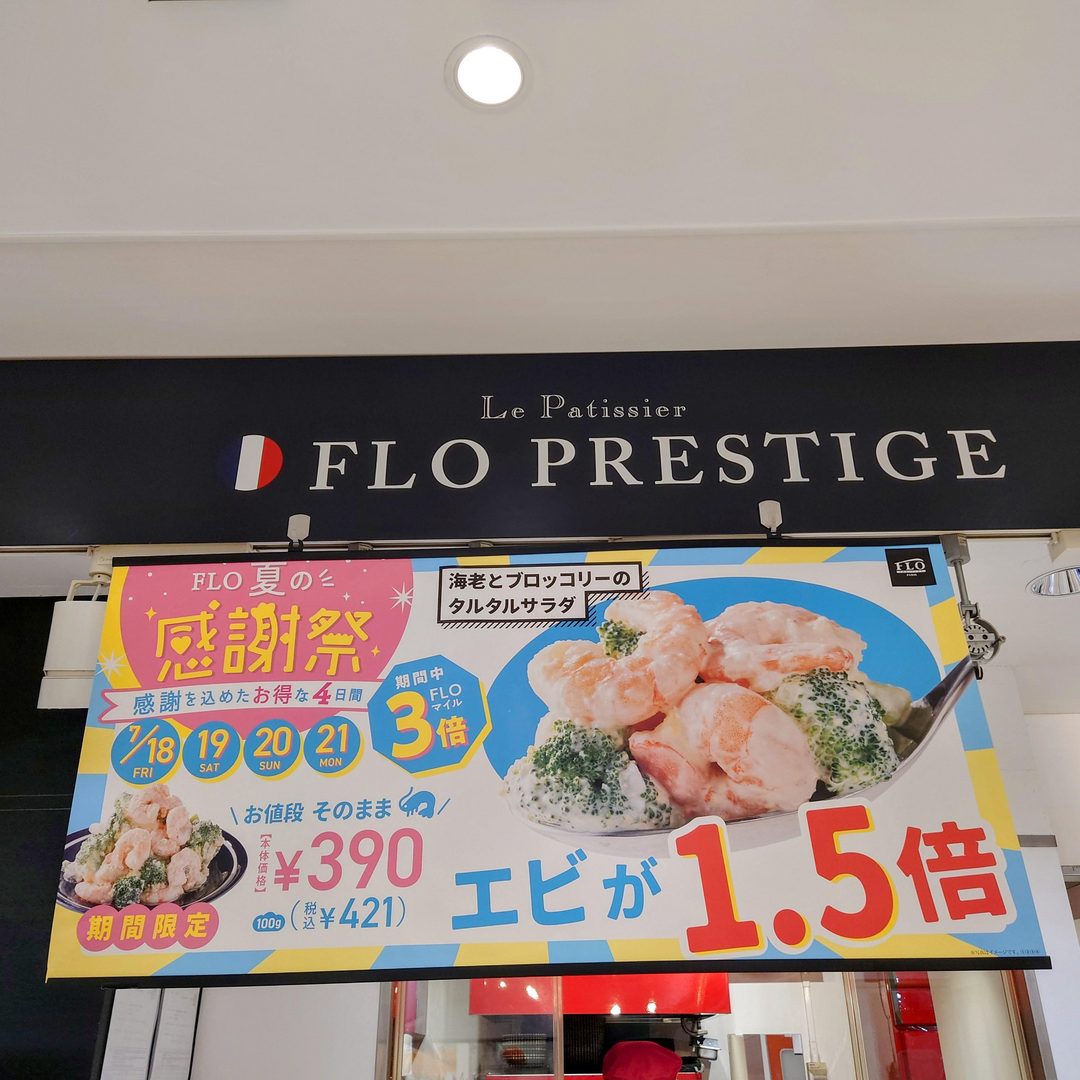 Le Patissier
FLO PRESTIGE
FLO 夏の
感謝祭
感謝を込めたお得な4日間
7/18 FRI
19 SAT
20 SUN
21 MON
期間中
FLOマイル
3倍
海老とブロッコリーの
タルタルサラダ
FLO
お値段 そのまま
【本体価格】
¥390
100g (税込¥421)
期間限定
エビが1.5倍